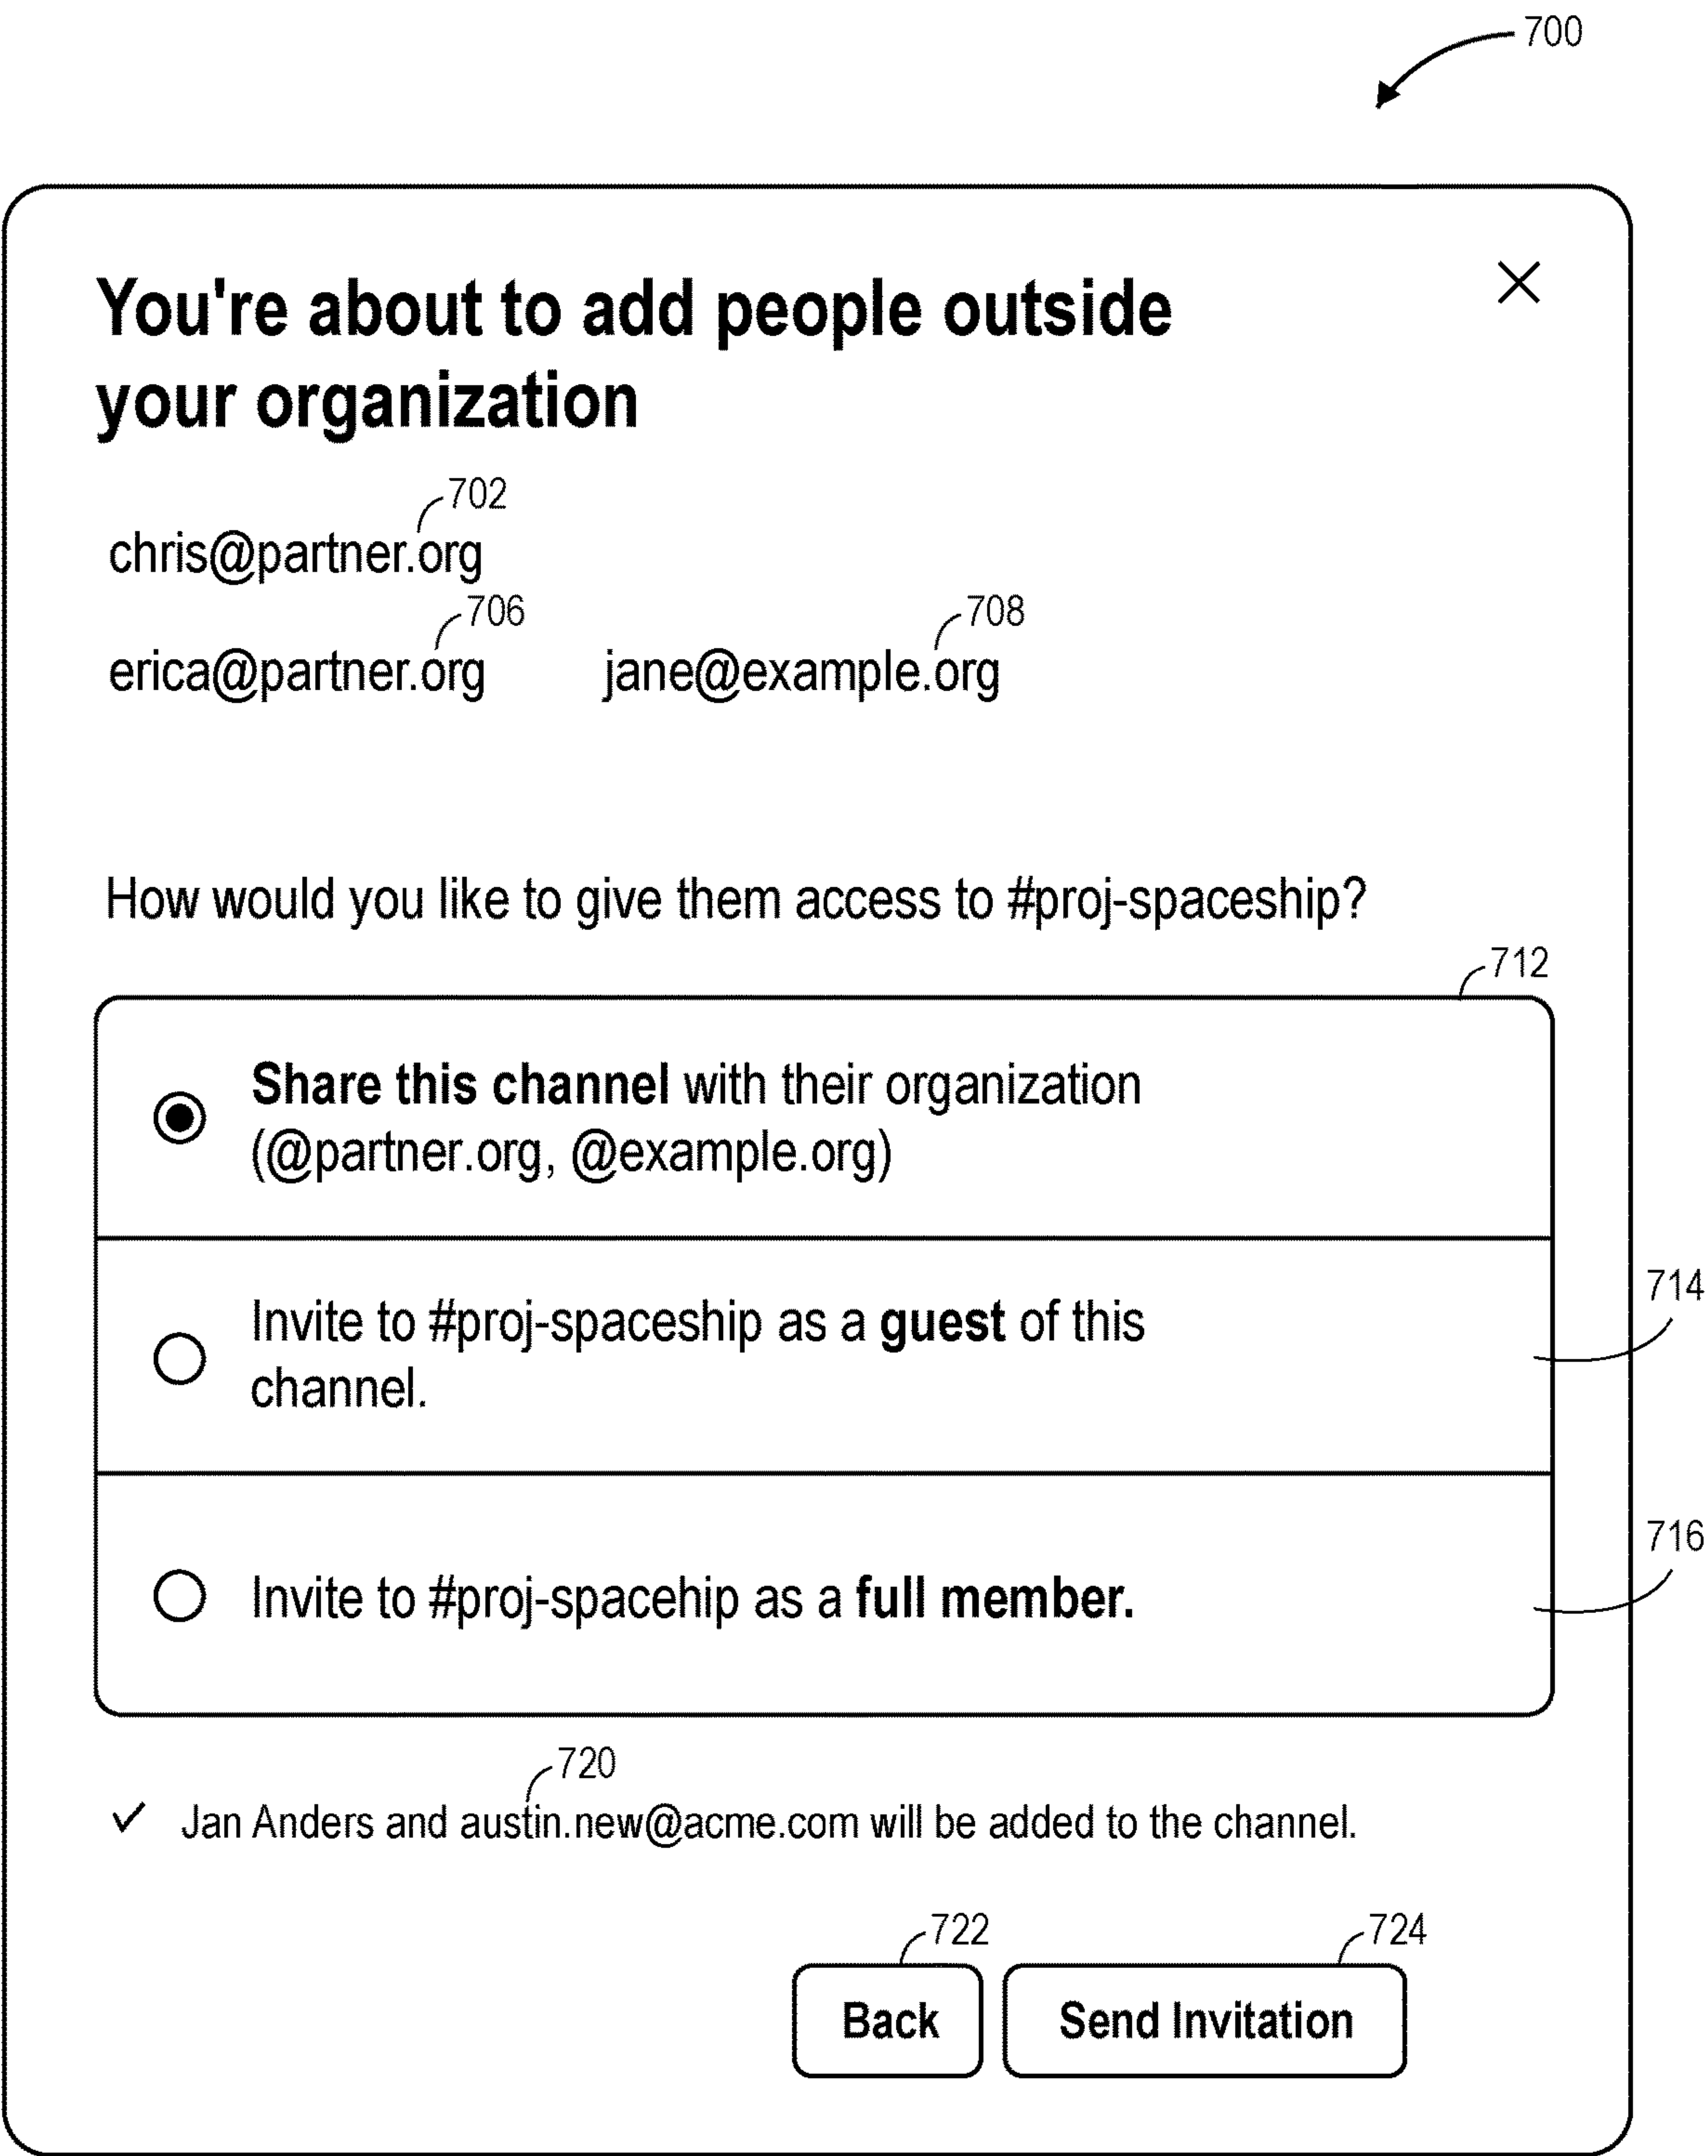 700
You're about to add people outside
your organization
702
chris@partner.org
706
708
erica@partner.org jane@example.org
How would you like to give them access to #proj-spaceship?
712
Share this channel with their organization
(@partner.org, @example.org)
714
Invite to #proj-spaceship as a guest of this
channel.
716
Invite to #proj-spacehip as a full member.
720
Jan Anders and austin.new@acme.com will be added to the channel.
722
724
Back
Send Invitation